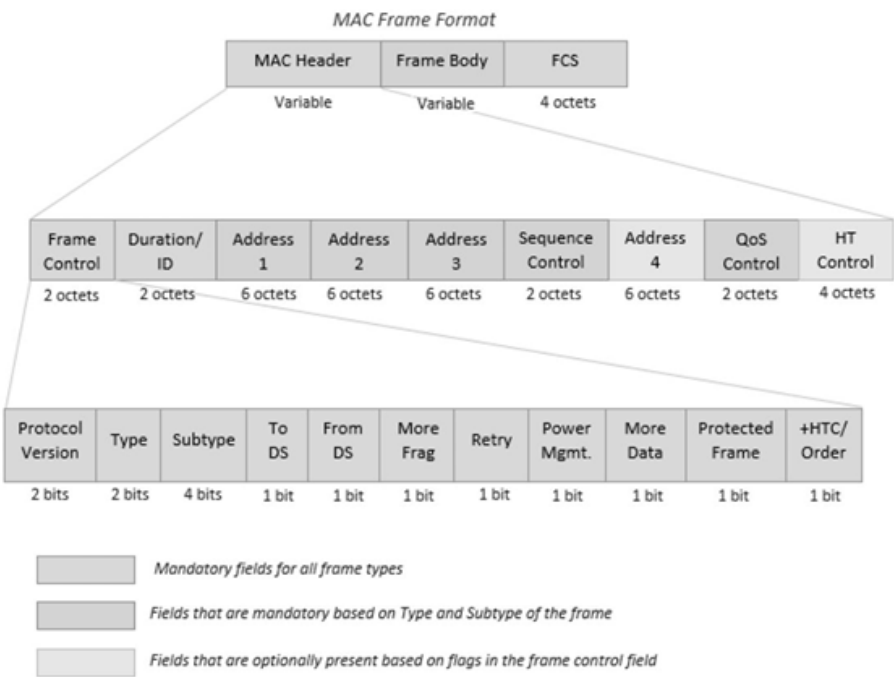 MAC Frame Format
MAC Header Frame Body FCS
Variable Variable 4 octets
Frame Control Duration/ ID Address 1 Address 2 Address 3 Sequence Control Address 4 QoS Control HT Control
2 octets 2 octets 6 octets 6 octets 6 octets 2 octets 6 octets 2 octets 4 octets
Protocol Version Type Subtype To DS From DS More Frag Retry Power Mgmt. More Data Protected Frame +HTC/ Order
2 bits 2 bits 4 bits 1 bit 1 bit 1 bit 1 bit 1 bit 1 bit 1 bit 1 bit
Mandatory fields for all frame types
Fields that are mandatory based on Type and Subtype of the frame
Fields that are optionally present based on flags in the frame control field